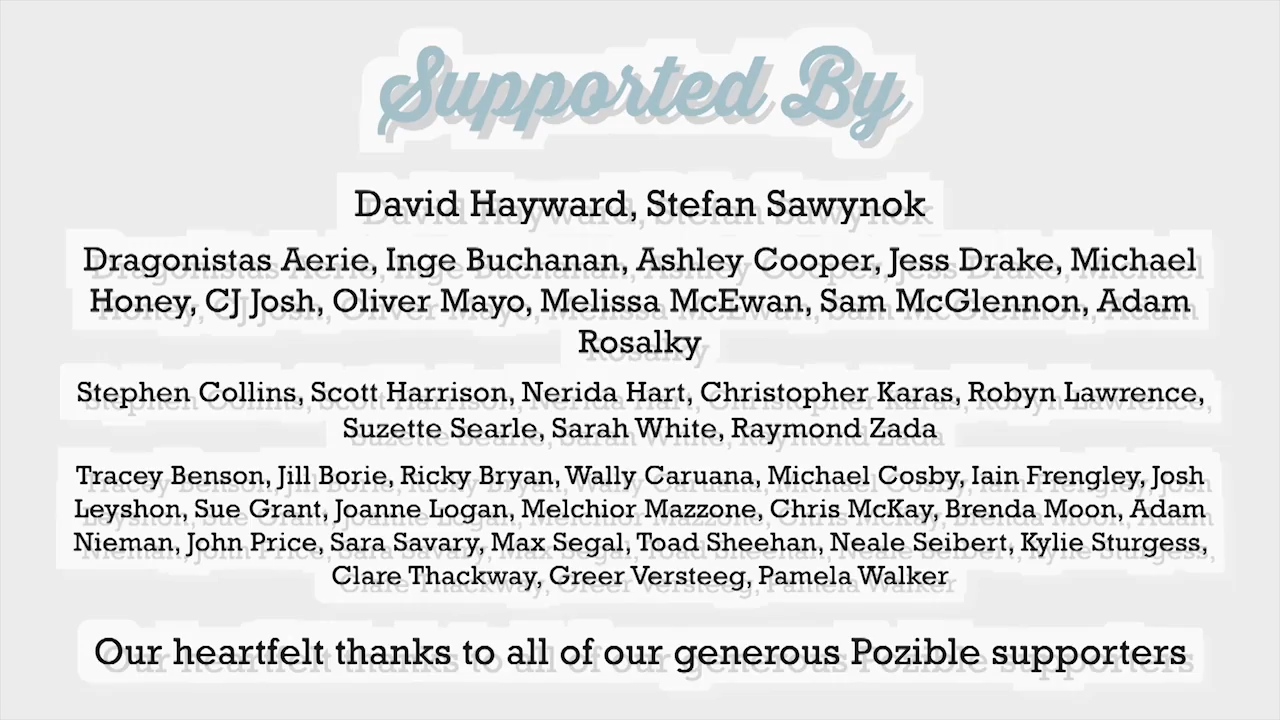 Supported By
David Hayward, Stefan Sawynok
Dragonistas Aerie, Inge Buchanan, Ashley Cooper, Jess Drake, Michael
Honey, CJ Josh, Oliver Mayo, Melissa McEwan, Sam McGlennon, Adam
Rosalky
Stephen Collins, Scott Harrison, Nerida Hart, Christopher Karas, Robyn Lawrence,
Suzette Searle, Sarah White, Raymond Zada
Tracey Benson, Jill Borie, Ricky Bryan, Wally Caruana, Michael Cosby, Iain Frengley, Josh
Leyshon, Sue Grant, Joanne Logan, Melchior Mazzone, Chris McKay, Brenda Moon, Adam
Nieman, John Price, Sara Savary, Max Segal, Toad Sheehan, Neale Seibert, Kylie Sturgess,
Clare Thackway, Greer Versteeg, Pamela Walker
Our heartfelt thanks to all of our generous Pozible supporters